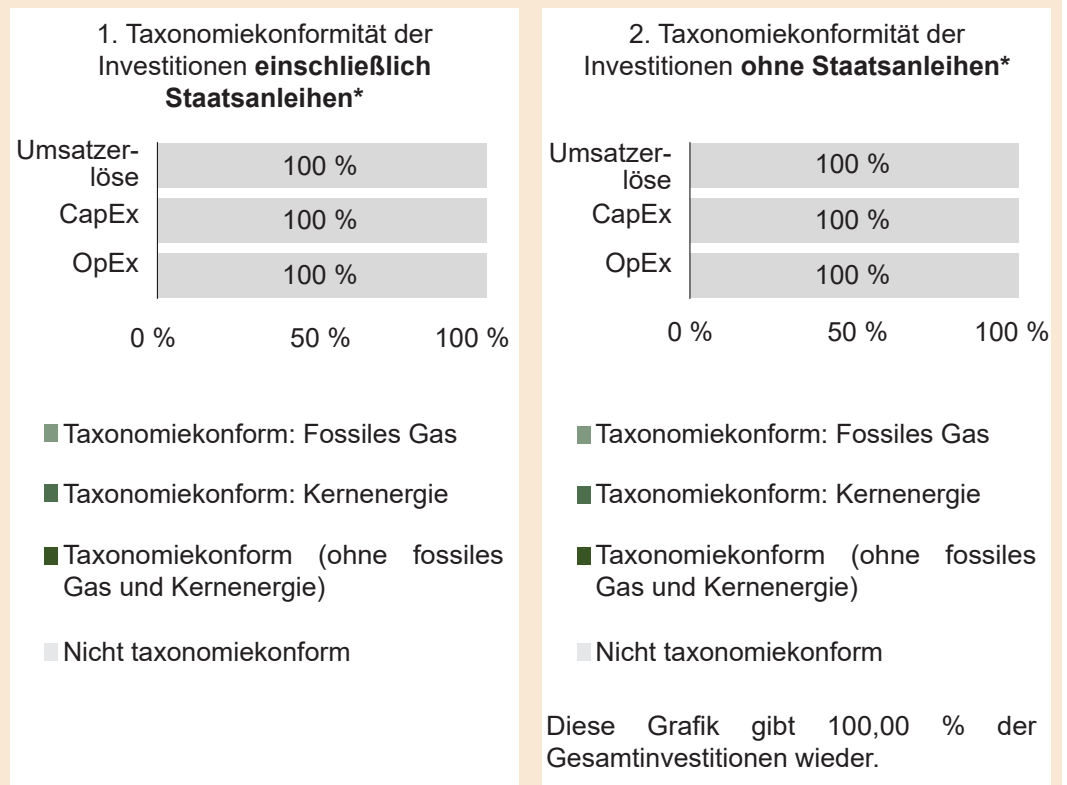 1. Taxonomiekonformität der
Investitionen einschließlich
Staatsanleihen*
Umsatzer-
löse
100 %
CapEx
100 %
OpEx
100 %
0 % 50 % 100 %
Taxonomiekonform: Fossiles Gas
Taxonomiekonform: Kernenergie
Taxonomiekonform (ohne fossiles
Gas und Kernenergie)
Nicht taxonomiekonform
2. Taxonomiekonformität der
Investitionen ohne Staatsanleihen*
Umsatzer-
löse
100 %
CapEx
100 %
OpEx
100 %
0 % 50 % 100 %
Taxonomiekonform: Fossiles Gas
Taxonomiekonform: Kernenergie
Taxonomiekonform (ohne fossiles
Gas und Kernenergie)
Nicht taxonomiekonform
Diese Grafik gibt 100,00 % der
Gesamtinvestitionen wieder.